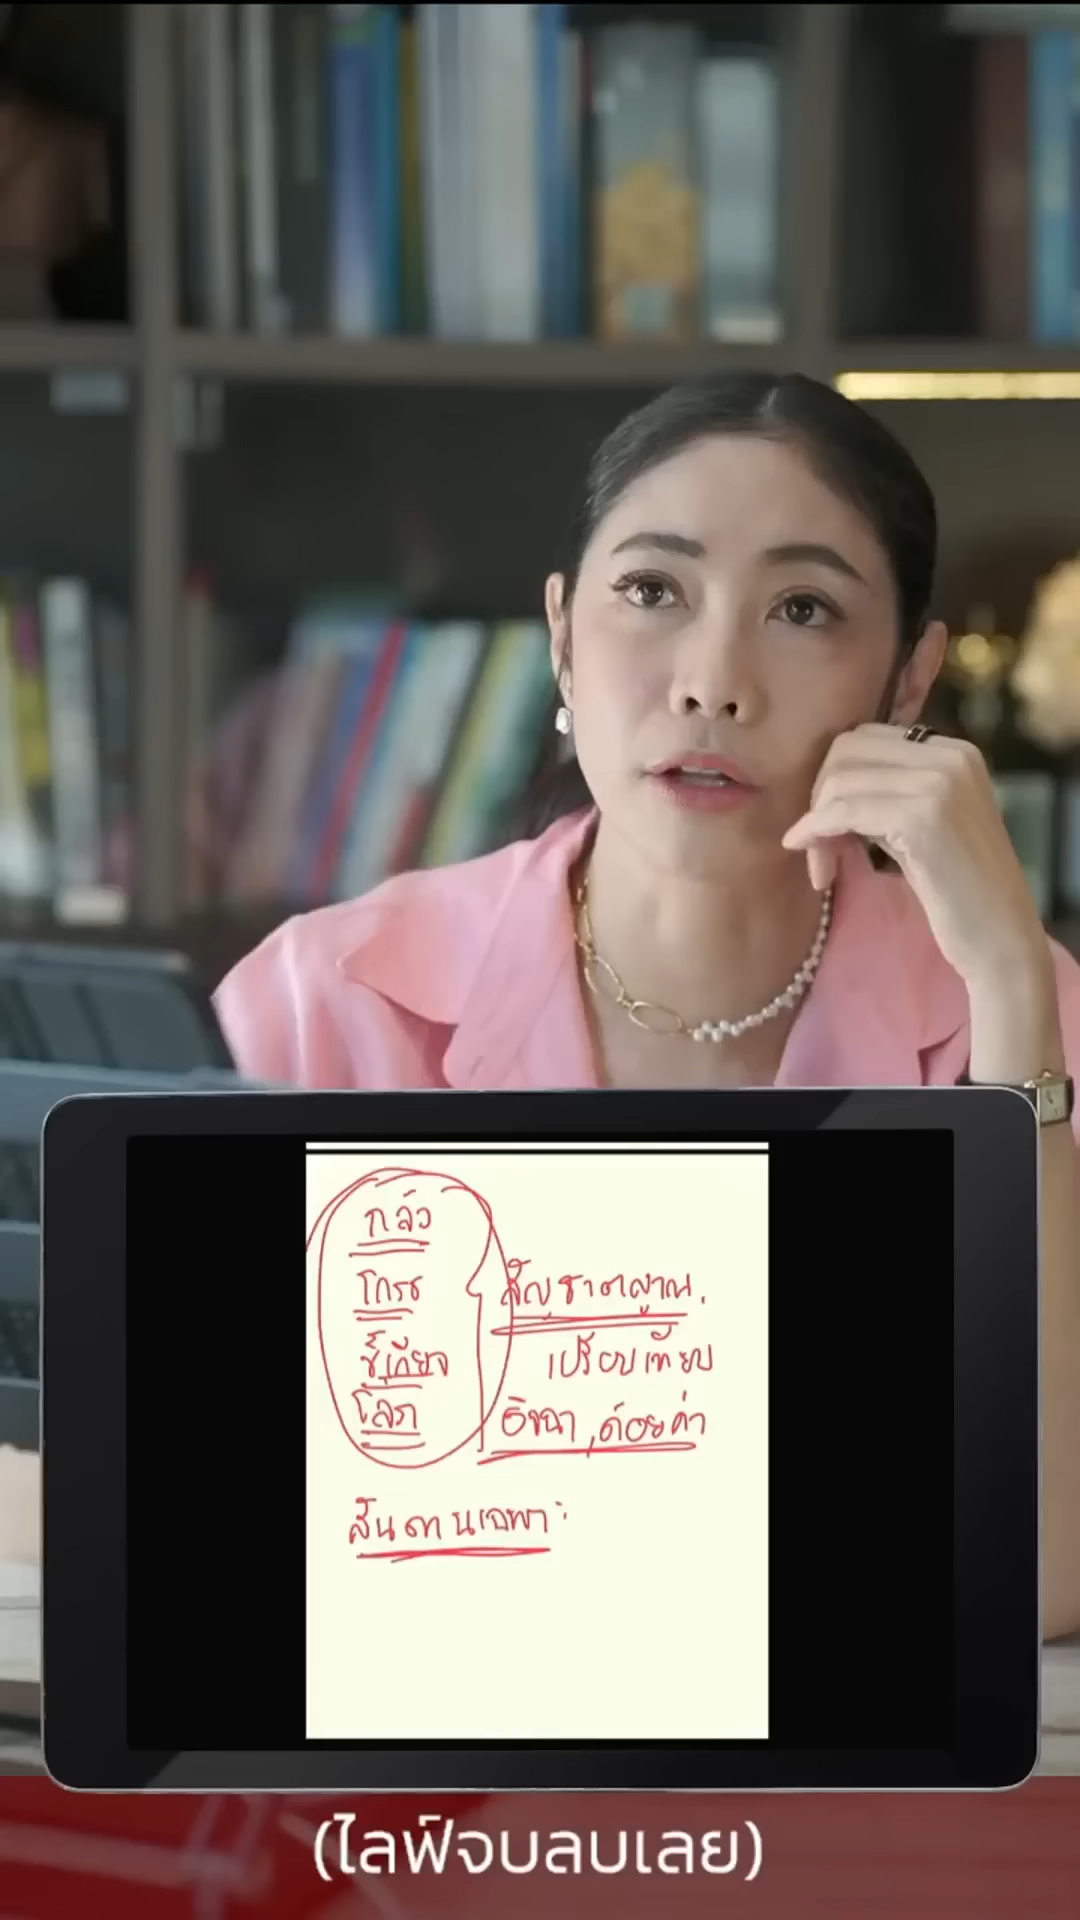 กลัว
โกรธ
สัญชาตญาณ.
ขี้เกียจ
เปรียบเทียบ
โลภ
อิจฉา, ด้อยค่า
สันดานเฉพาะ
(ไลฟ์จบลบเลย)